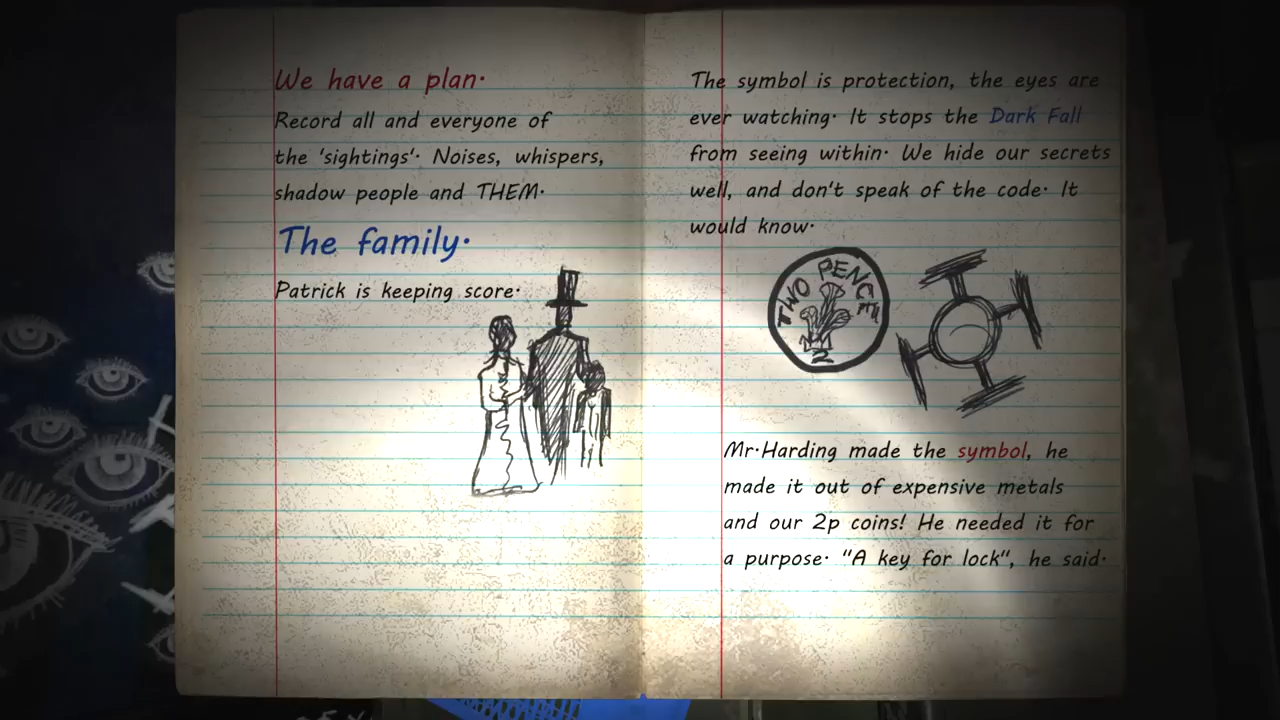 We have a plan.
Record all and everyone of
the 'sightings'. Noises, whispers,
shadow people and THEM.
The family.
Patrick is keeping score.
The symbol is protection, the eyes are
ever watching. It stops the Dark Fall
from seeing within. We hide our secrets
well, and don't speak of the code. It
would know.
TWO PENCE
2
Mr.Harding made the symbol, he
made it out of expensive metals
and our 2p coins! He needed it for
a purpose. "A key for lock", he said.